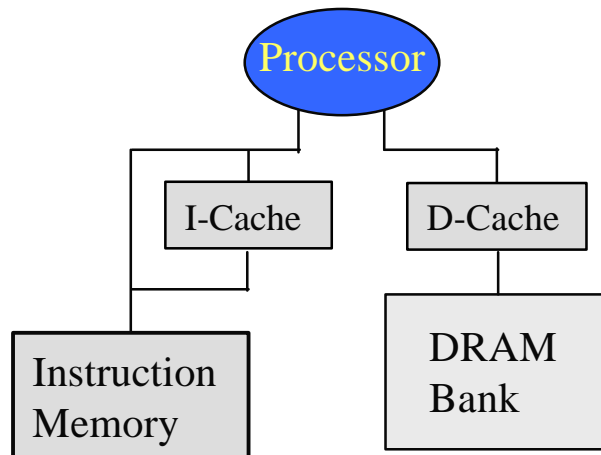 Processor
I-Cache
D-Cache
Instruction
Memory
DRAM
Bank